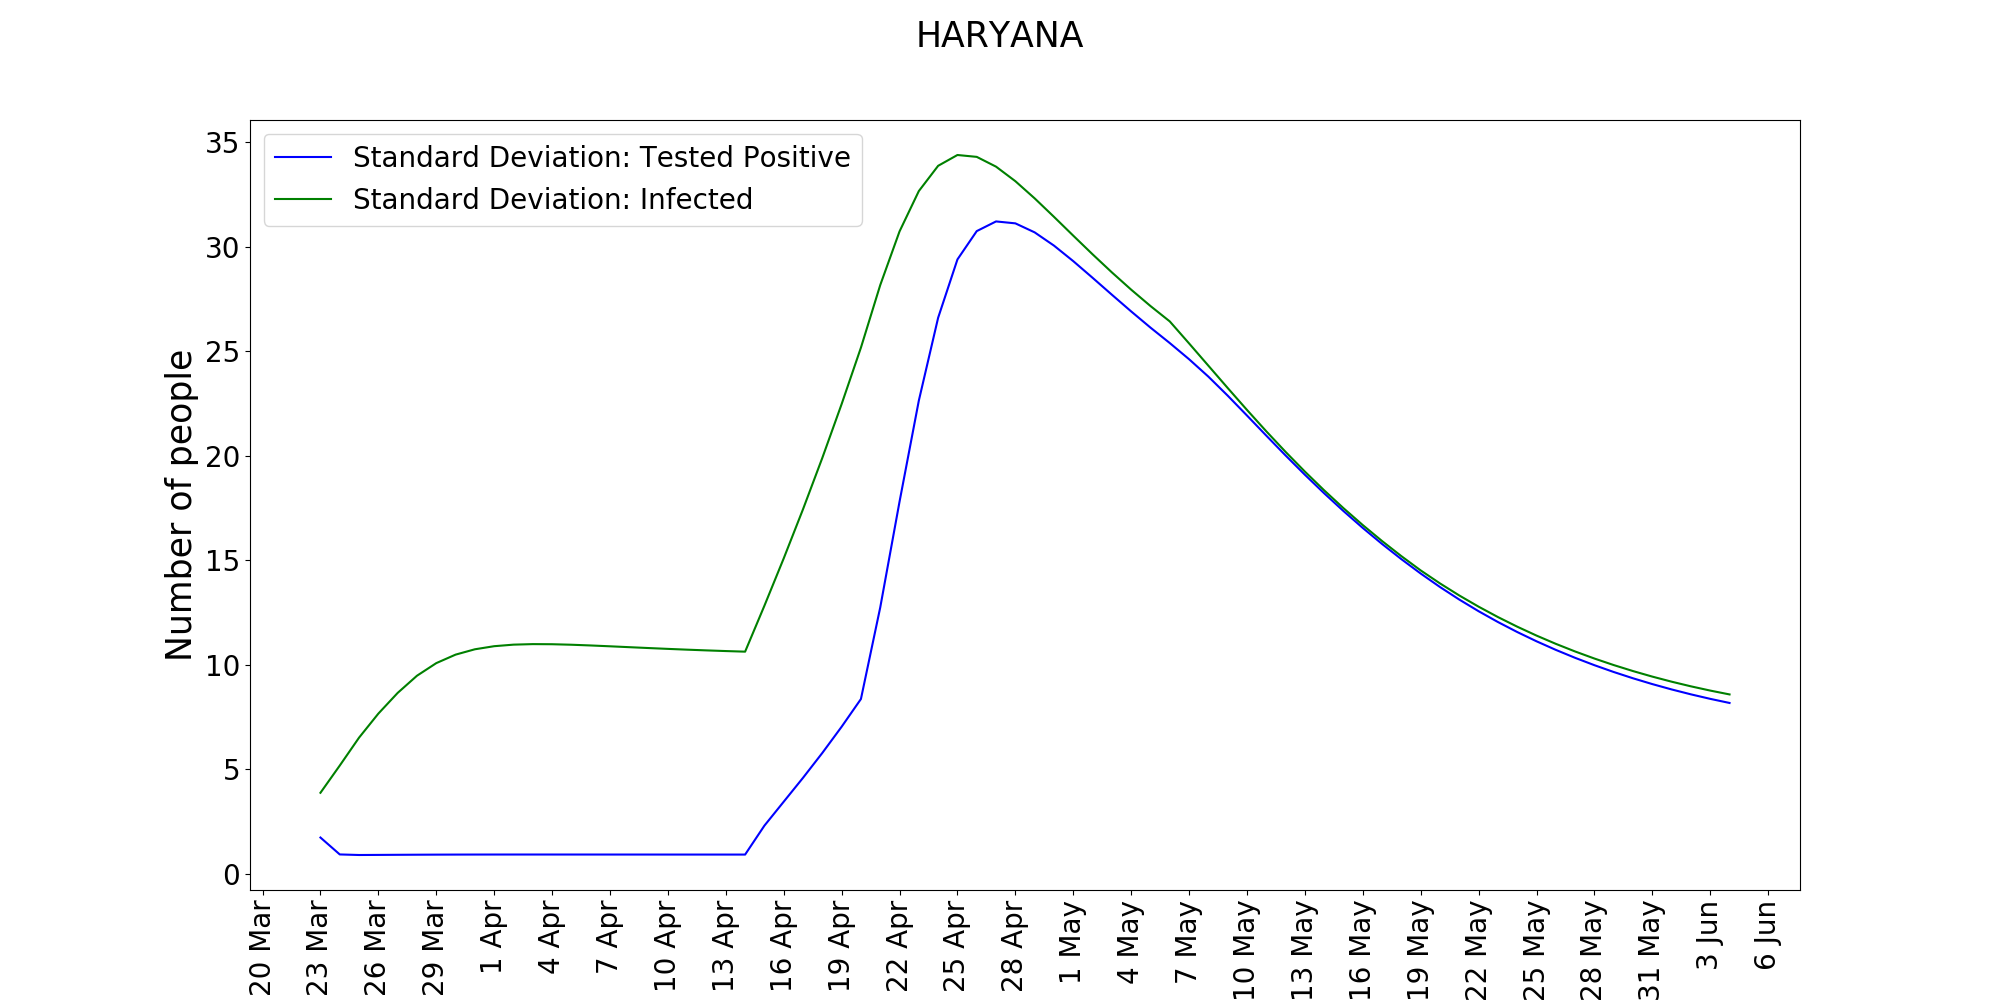 HARYANA
Standard Deviation: Tested Positive
Standard Deviation: Infected
Number of people
35
30
25
20
15
10
5
0
20 Mar
23 Mar
26 Mar
29 Mar
1 Apr
4 Apr
7 Apr
10 Apr
13 Apr
16 Apr
19 Apr
22 Apr
25 Apr
28 Apr
1 May
4 May
7 May
10 May
13 May
16 May
19 May
22 May
25 May
28 May
31 May
3 Jun
6 Jun